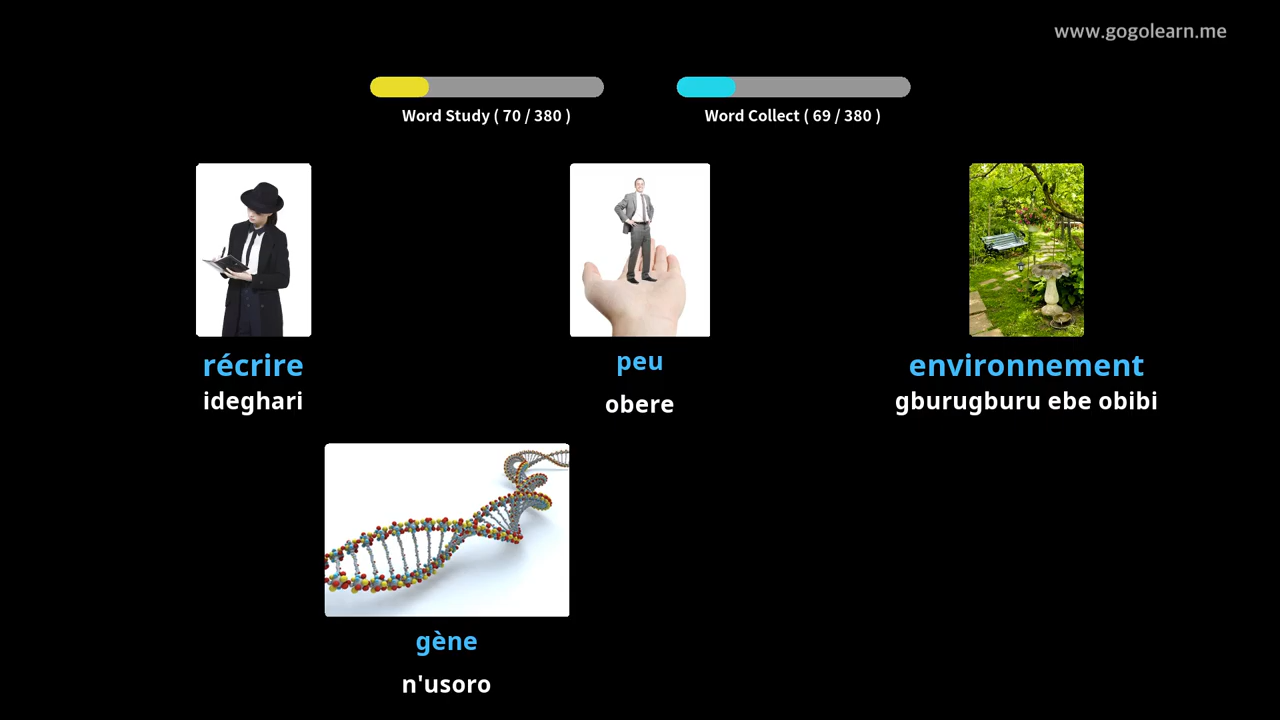 www.gogolearn.me
Word Study ( 70 / 380 )
Word Collect ( 69 / 380 )
récrire
ideghari
peu
obere
environnement
gburugburu ebe obibi
gène
n'usoro